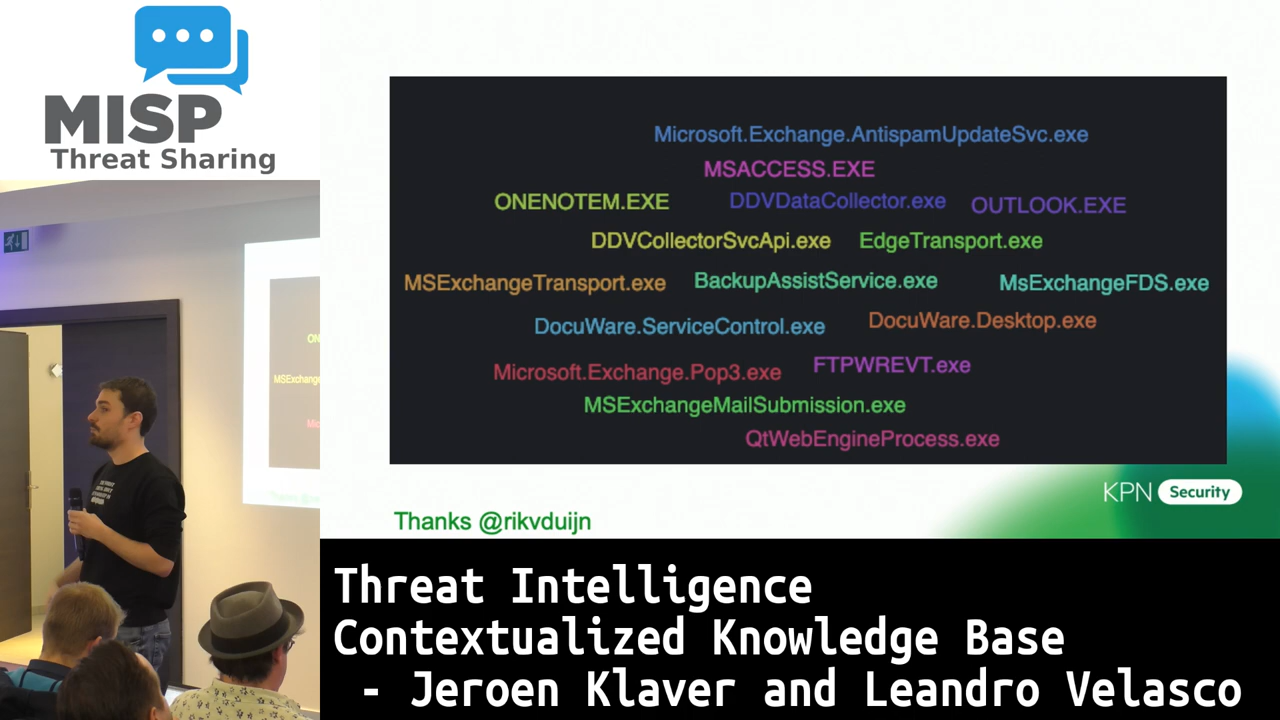 MISP
Threat Sharing
Microsoft.Exchange.AntispamUpdateSvc.exe
MSACCESS.EXE
ONENOTEM.EXE DDVDataCollector.exe OUTLOOK.EXE
DDVCollectorSvcApi.exe EdgeTransport.exe
MSExchangeTransport.exe BackupAssistService.exe MsExchangeFDS.exe
DocuWare.ServiceControl.exe DocuWare.Desktop.exe
Microsoft.Exchange.Pop3.exe FTPWREVT.exe
MSExchangeMailSubmission.exe
QtWebEngineProcess.exe
KPN Security
Thanks @rikvduijn
Threat Intelligence
Contextualized Knowledge Base
- Jeroen Klaver and Leandro Velasco